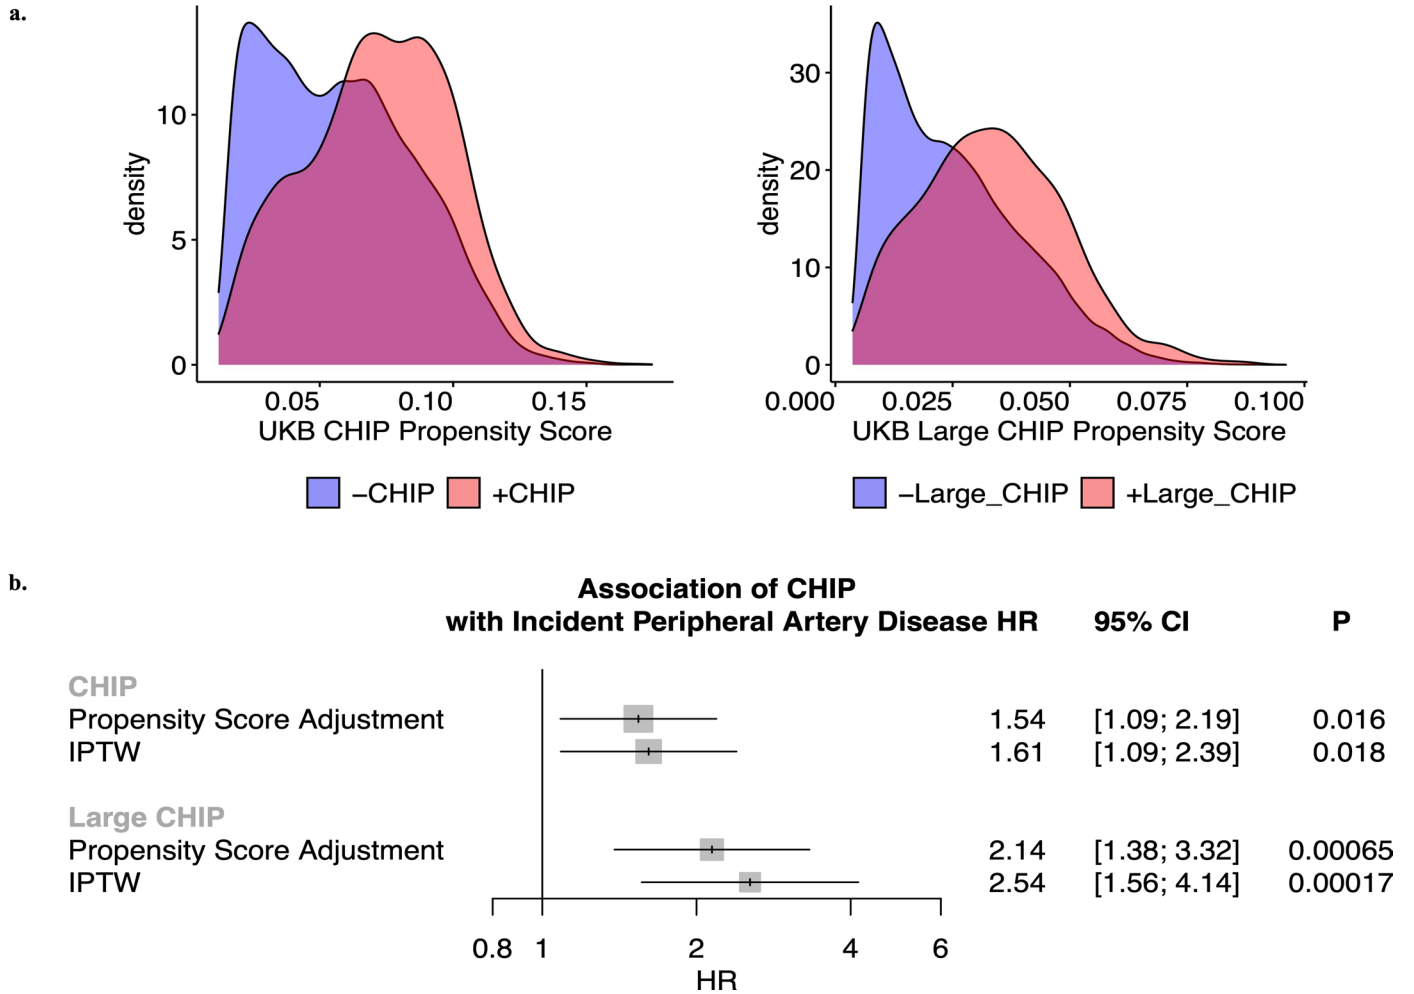 a.
10
5
0
density
0.05 0.10 0.15
UKB CHIP Propensity Score
–CHIP +CHIP
30
20
10
0
density
0.000 0.025 0.050 0.075 0.100
UKB Large CHIP Propensity Score
–Large_CHIP +Large_CHIP
b.
Association of CHIP
with Incident Peripheral Artery Disease HR 95% CI P
CHIP
Propensity Score Adjustment 1.54 [1.09; 2.19] 0.016
IPTW 1.61 [1.09; 2.39] 0.018
Large CHIP
Propensity Score Adjustment 2.14 [1.38; 3.32] 0.00065
IPTW 2.54 [1.56; 4.14] 0.00017
0.8 1 2 4 6
HR